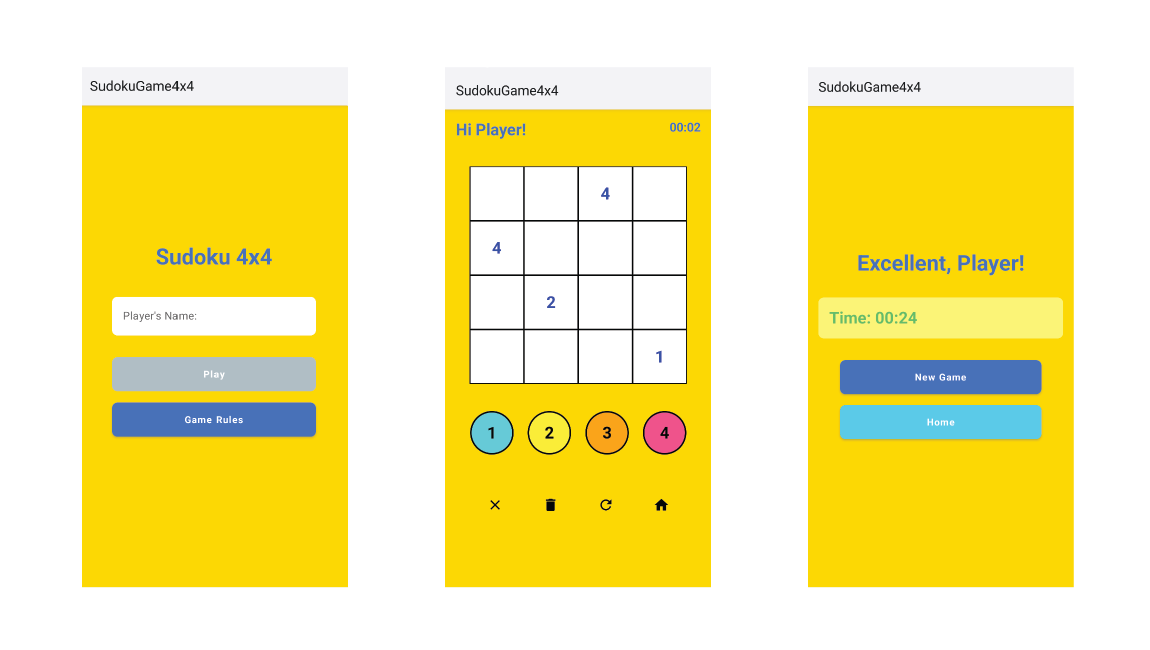 SudokuGame4x4
Sudoku 4x4
Player's Name:
Play
Game Rules
SudokuGame4x4
Hi Player! 00:02
4
4
2
1
1 2 3 4
SudokuGame4x4
Excellent, Player!
Time: 00:24
New Game
Home